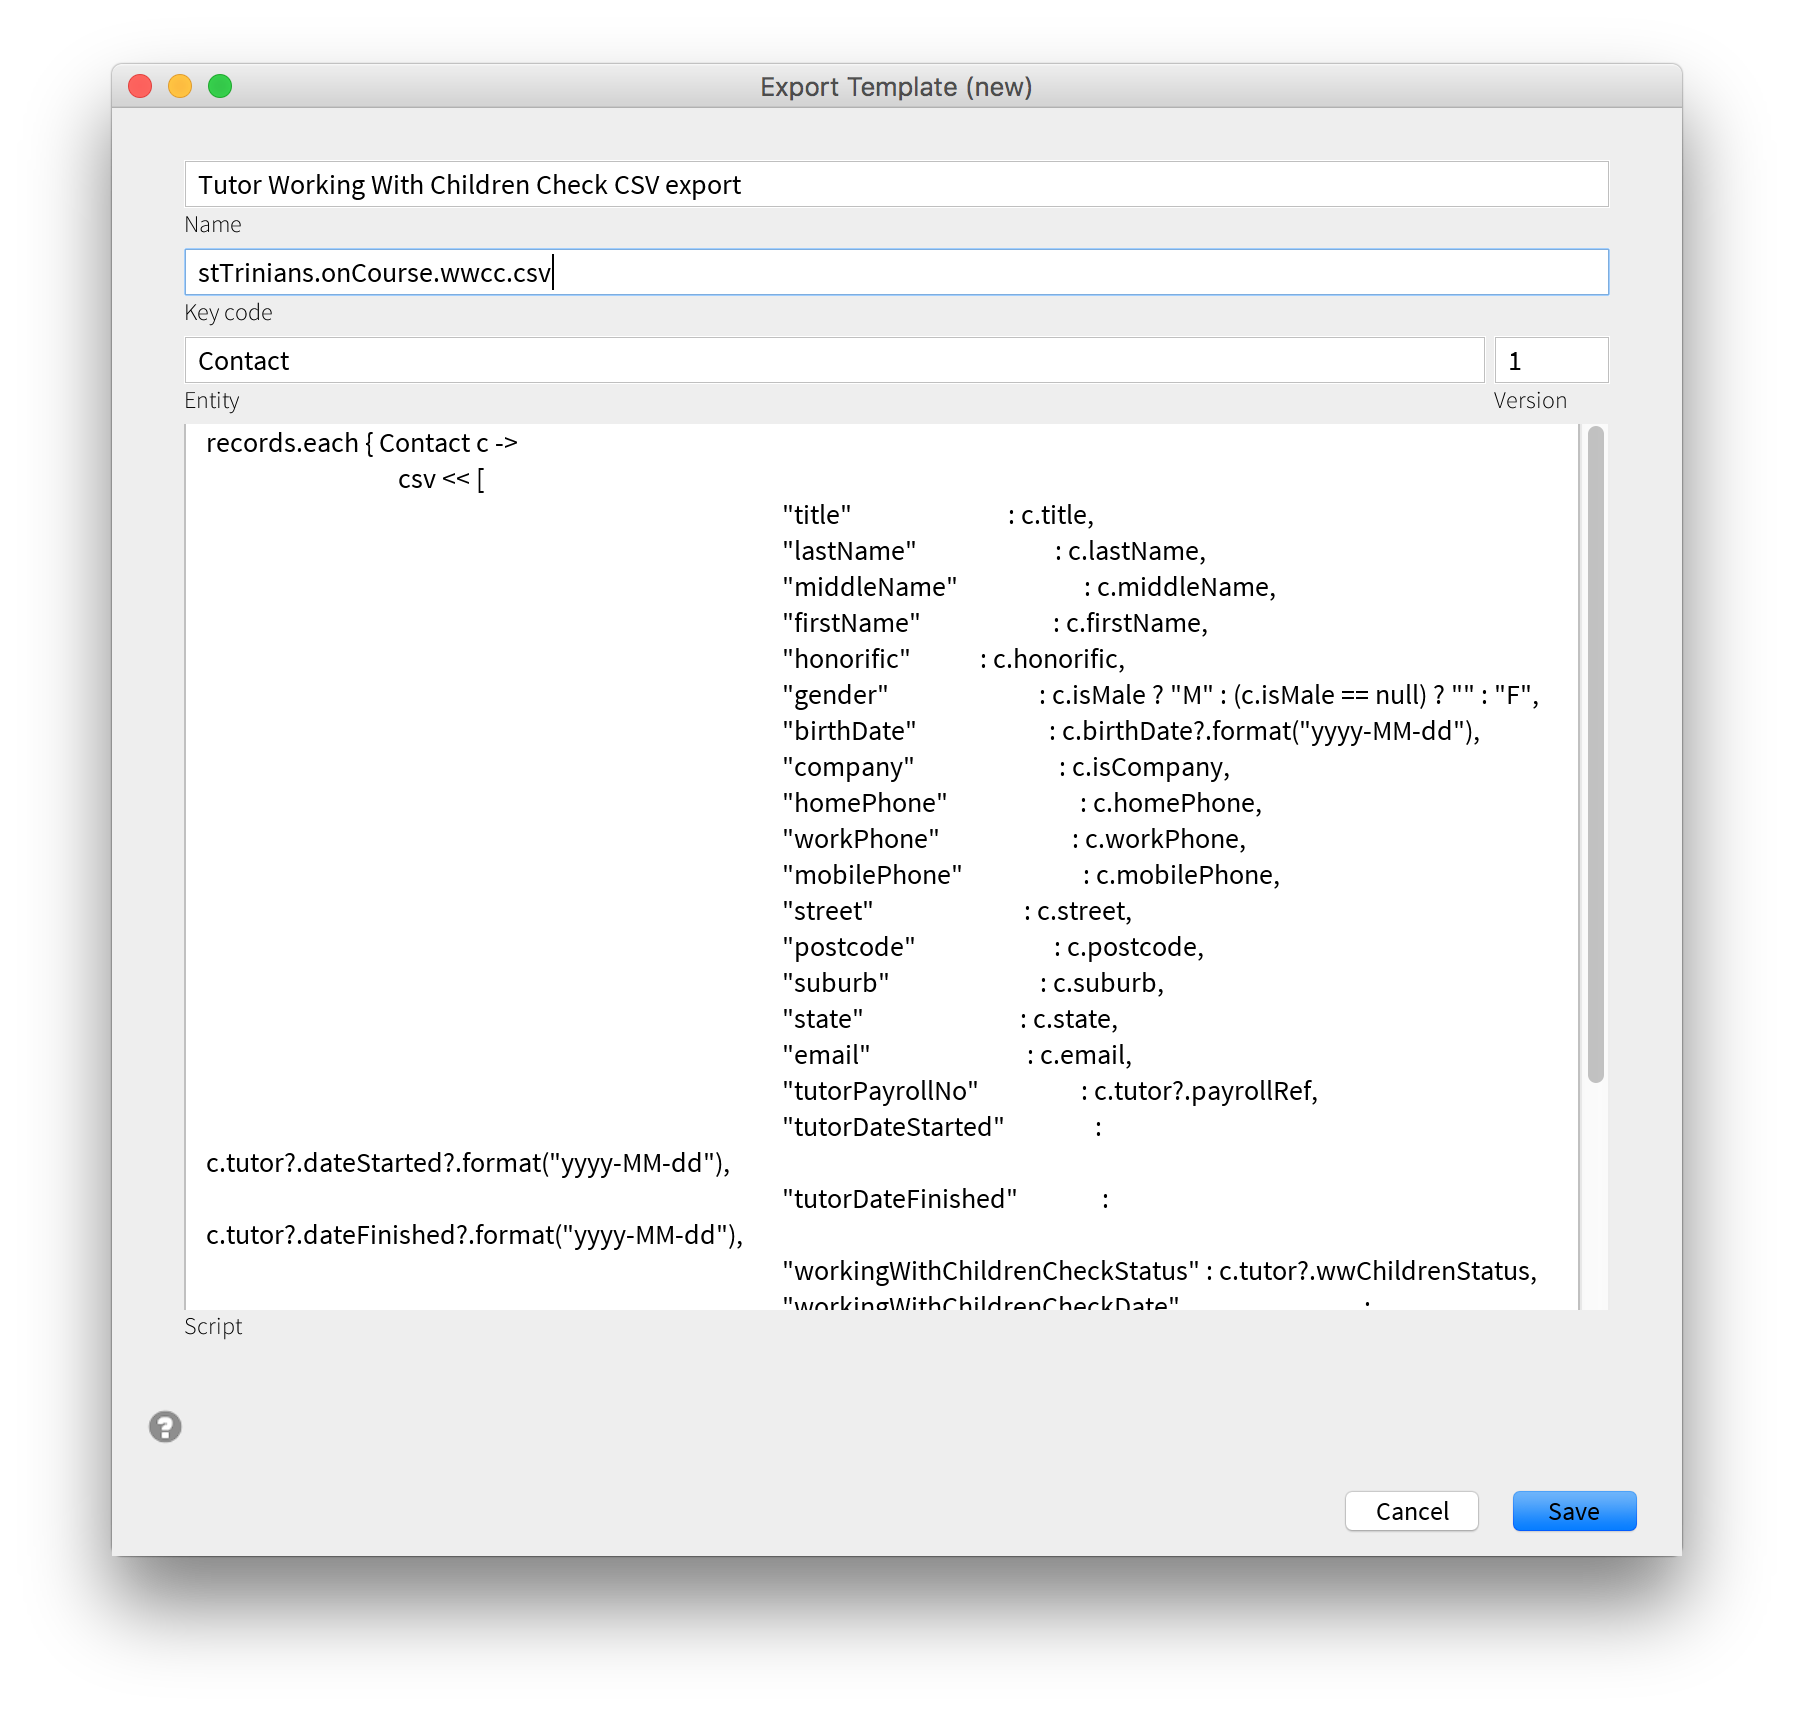 Export Template (new)
Tutor Working With Children Check CSV export
Name
stTrinians.onCourse.wwcc.csv
Key code
Contact
1
Entity
Version
records.each { Contact c ->
csv << [
"title" : c.title,
"lastName" : c.lastName,
"middleName" : c.middleName,
"firstName" : c.firstName,
"honorific" : c.honorific,
"gender" : c.isMale ? "M" : (c.isMale == null) ? "" : "F",
"birthDate" : c.birthDate?.format("yyyy-MM-dd"),
"company" : c.isCompany,
"homePhone" : c.homePhone,
"workPhone" : c.workPhone,
"mobilePhone" : c.mobilePhone,
"street" : c.street,
"postcode" : c.postcode,
"suburb" : c.suburb,
"state" : c.state,
"email" : c.email,
"tutorPayrollNo" : c.tutor?.payrollRef,
"tutorDateStarted" :
c.tutor?.dateStarted?.format("yyyy-MM-dd"),
"tutorDateFinished" :
c.tutor?.dateFinished?.format("yyyy-MM-dd"),
"workingWithChildrenCheckStatus" : c.tutor?.wwChildrenStatus,
"workingWithChildrenCheckDate" :
Script
?
Cancel
Save